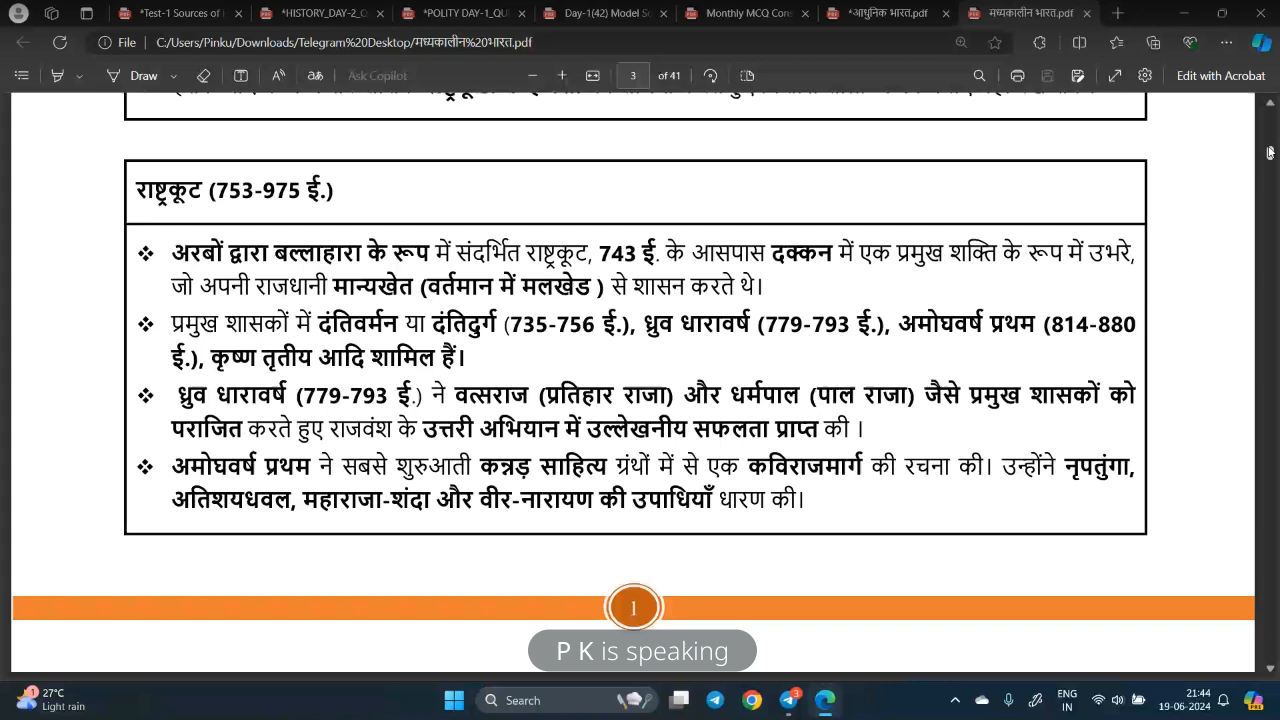 *Test-1 Sources of
*HISTORY_DAY-2_Q
*POLITY DAY-1_QU
Day-1(42) Model S
Monthly MCQ Cons
*आधुनिक भारत.pdf
मध्यकालीन भारत.pdf
File C:/Users/Pinku/Downloads/Telegram%20Desktop/मध्यकालीन%20भारत.pdf
Draw Ask Copilot 3 of 41 Edit with Acrobat
राष्ट्रकूट (753-975 ई.)
❖ अरबों द्वारा बल्लाहारा के रूप में संदर्भित राष्ट्रकूट, 743 ई. के आसपास दक्कन में एक प्रमुख शक्ति के रूप में उभरे,
जो अपनी राजधानी मान्यखेत (वर्तमान में मलखेड ) से शासन करते थे।
❖ प्रमुख शासकों में दंतिवर्मन या दंतिदुर्ग (735-756 ई.), ध्रुव धारावर्ष (779-793 ई.), अमोघवर्ष प्रथम (814-880
ई.), कृष्ण तृतीय आदि शामिल हैं।
❖ ध्रुव धारावर्ष (779-793 ई.) ने वत्सराज (प्रतिहार राजा) और धर्मपाल (पाल राजा) जैसे प्रमुख शासकों को
पराजित करते हुए राजवंश के उत्तरी अभियान में उल्लेखनीय सफलता प्राप्त की ।
❖ अमोघवर्ष प्रथम ने सबसे शुरुआती कन्नड़ साहित्य ग्रंथों में से एक कविराजमार्ग की रचना की। उन्होंने नृपतुंगा,
अतिशयधवल, महाराजा-शंदा और वीर-नारायण की उपाधियाँ धारण की।
1
P K is speaking
27°C
Light rain
Search
ENG
IN
21:44
19-06-2024